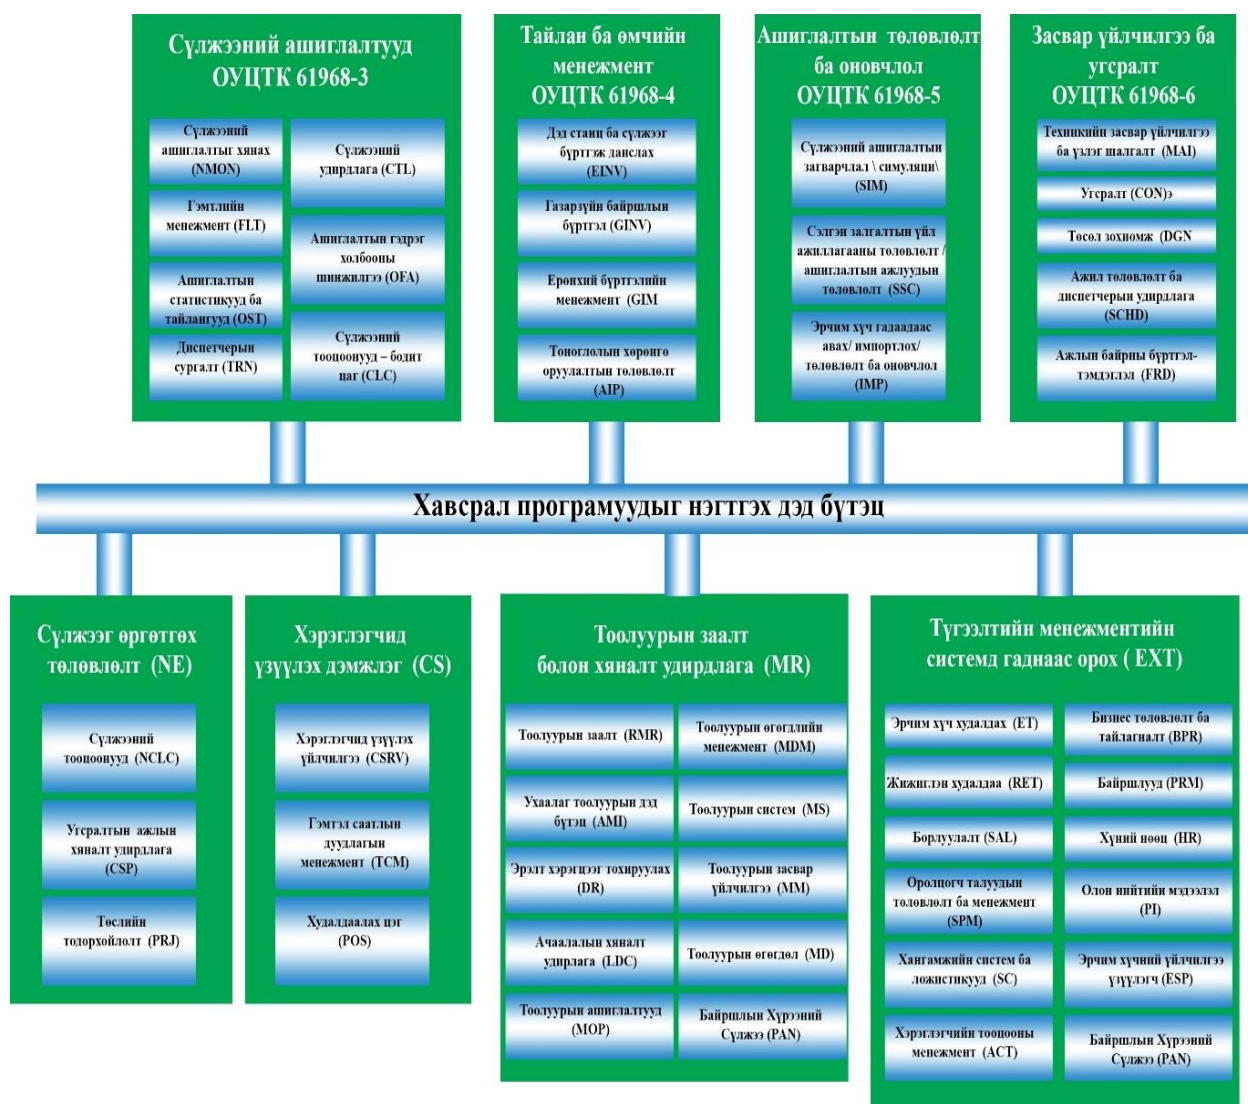 Сүлжээний ашиглалтууд
ОУЦТК 61968-3
Сүлжээний
ашиглалтыг хянах
(NMON)
Гэмтлийн
менежмент (FLT)
Ашиглалтын
статистикууд ба
тайлангууд (OST)
Диспетчерын
сургалт (TRN)
Сүлжээний
удирдлага (CTL)
Ашиглалтын гэдрэг
холбооны
шинжилгээ (OFA)
Сүлжээний
тооцоонууд – бодит
цаг (CLC)
Тайлан ба өмчийн
менежмент
ОУЦТК 61968-4
Дэд станц ба сүлжээг
бүртгэж данслах
(EINV)
Газарзүйн байршлын
бүртгэл (GINV)
Ерөнхий бүртгэлийн
менежмент (GIM
Тоноглолын хөрөнгө
оруулалтын төлөвлөлт
(AIP)
Ашиглалтын төлөвлөлт
ба оновчлол
ОУЦТК 61968-5
Сүлжээний ашиглалтын
загварчлал \ симуляци\
(SIM)
Сэлгэн залгалтын үйл
ажиллагааны төлөвлөлт /
ашиглалтын ажлуудын
төлөвлөлт (SSC)
Эрчим хүч гадаадаас
авах/ импортлох/
төлөвлөлт ба оновчлол
(IMP)
Засвар үйлчилгээ ба
угсралт
ОУЦТК 61968-6
Техникийн засвар үйлчилгээ
ба үзлэг шалгалт (MAI)
Угсралт (CON)э
Төсөл зохиомж (DGN
Ажил төлөвлөлт ба
диспетчерын удирдлага
(SCHD)
Ажлын байрны бүртгэл-
тэмдэглэл (FRD)
Хавсрал програмуудыг нэгтгэх дэд бүтэц
Сүлжээг өргөтгөх
төлөвлөлт (NE)
Сүлжээний
тооцоонууд (NCLC)
Угсралтын ажлын
хяналт удирдлага
(CSP)
Төслийн
тодорхойлолт (PRJ)
Хэрэглэгчид
үзүүлэх дэмжлэг (CS)
Хэрэглэгчид үзүүлэх
үйлчилгээ (CSRV)
Гэмтэл саатлын
дуудлагын
менежмент (TCM)
Худалдаалах цэг
(POS)
Тоолуурын заалт
болон хяналт удирдлага (MR)
Тоолуурын заалт (RMR)
Ухаалаг тоолуурын дэд
бүтэц (AMI)
Эрэлт хэрэгцээг тохируулах
(DR)
Ачаалалын хяналт
удирлага (LDC)
Тоолуурын ашиглалтууд
(MOP)
Тоолуурын өгөгдлийн
менежмент (MDM)
Тоолуурын систем (MS)
Тоолуурын засвар
үйлчилгээ (MM)
Тоолуурын өгөгдөл (MD)
Байршлын Хүрээний
Сүлжээ (PAN)
Түгээлтийн менежментийн
системд гаднаас орох ( EXT)
Эрчим хүч худалдах (ET)
Жижиглэн худалдаа (RET)
Борлуулалт (SAL)
Оролцогч талуудын
төлөвлөлт ба менежмент
(SPM)
Хангамжийн систем ба
ложистикууд (SC)
Хэрэглэгчийн тооцооны
менежмент (ACT)
Бизнес төлөвлөлт ба
тайлагналт (BPR)
Байршлууд (PRM)
Хүний нөөц (HR)
Олон нийтийн мэдээлэл
(PI)
Эрчим хүчний үйлчилгээ
үзүүлэгч (ESP)
Байршлын Хүрээний
Сүлжээ (PAN)